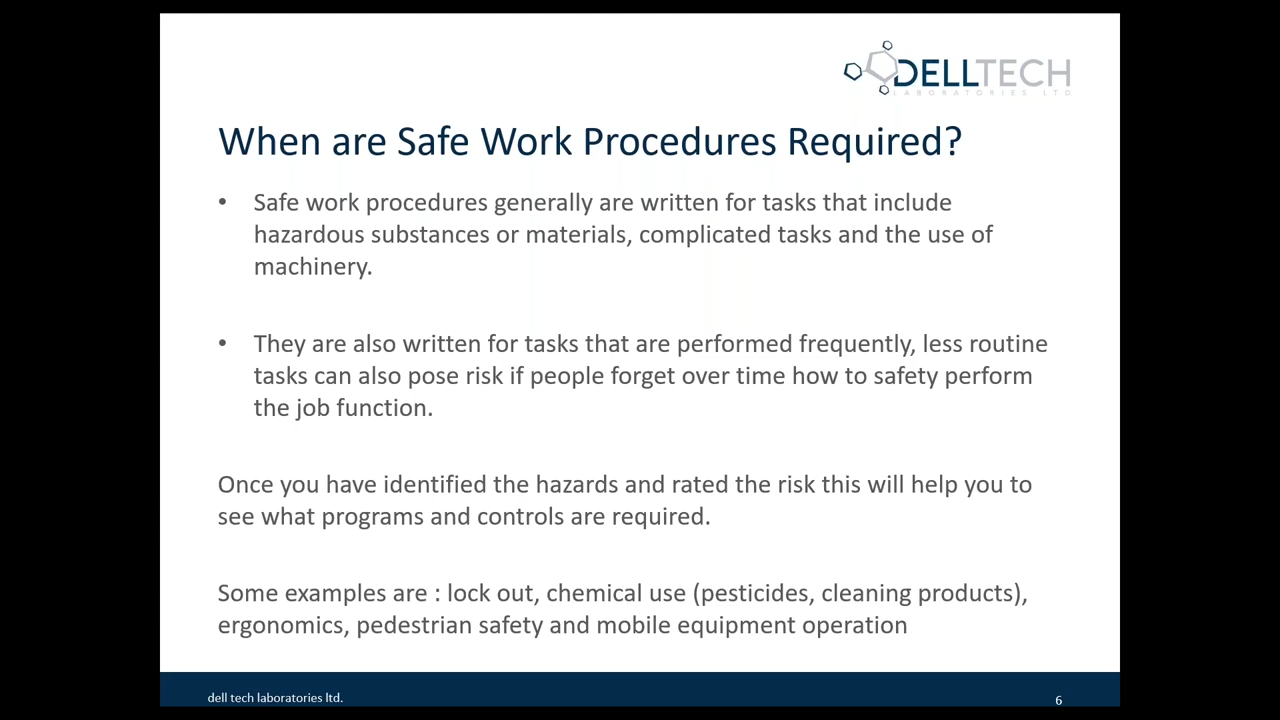 DELLTECH
LABORATORIES LTD.
When are Safe Work Procedures Required?
• Safe work procedures generally are written for tasks that include
hazardous substances or materials, complicated tasks and the use of
machinery.
• They are also written for tasks that are performed frequently, less routine
tasks can also pose risk if people forget over time how to safety perform
the job function.
Once you have identified the hazards and rated the risk this will help you to
see what programs and controls are required.
Some examples are : lock out, chemical use (pesticides, cleaning products),
ergonomics, pedestrian safety and mobile equipment operation
dell tech laboratories ltd.
6